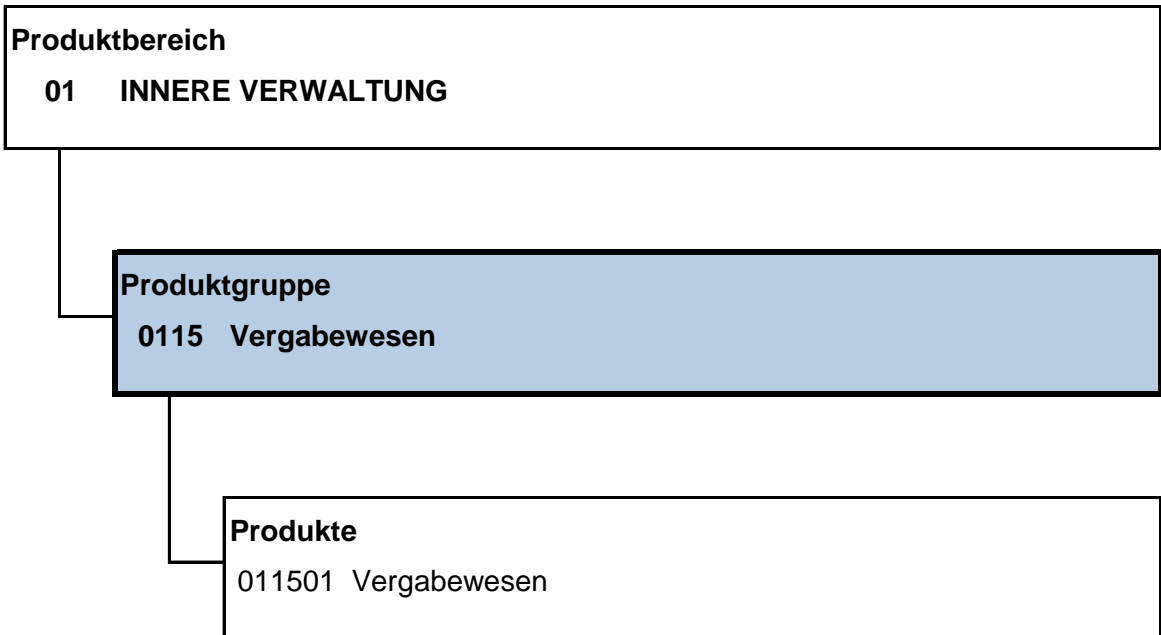 Produktbereich
01 INNERE VERWALTUNG
Produktgruppe
0115 Vergabewesen
Produkte
011501 Vergabewesen